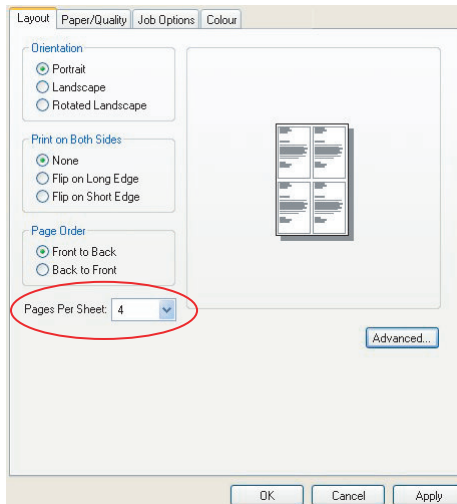 Layout Paper/Quality Job Options Colour
Orientation
Portrait
Landscape
Rotated Landscape
Print on Both Sides
None
Flip on Long Edge
Flip on Short Edge
Page Order
Front to Back
Back to Front
Pages Per Sheet: 4
Advanced...
OK Cancel Apply